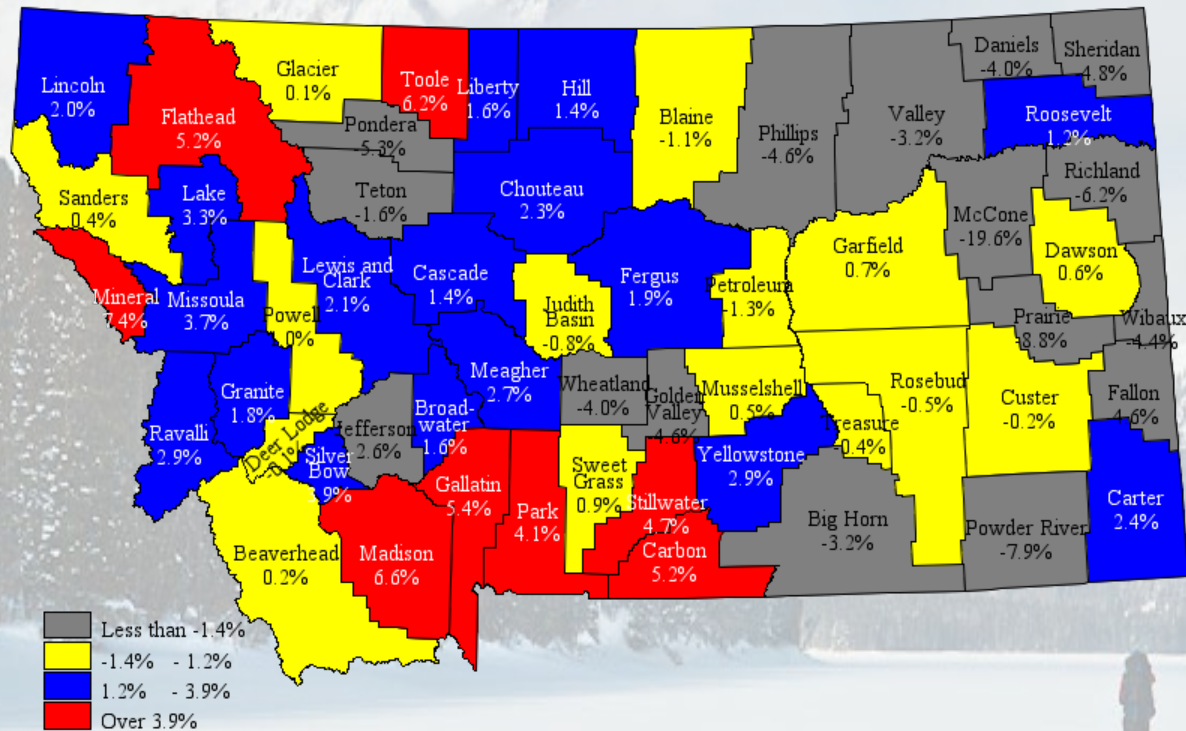 Lincoln
2.0%
Flathead
5.2%
Glacier
0.1%
Toole
6.2%
Liberty
1.6%
Hill
1.4%
Blaine
-1.1%
Phillips
-4.6%
Valley
-3.2%
Daniels
-4.0%
Sheridan
-4.8%
Roosevelt
1.2%
Pondera
-5.3%
Teton
-1.6%
Chouteau
2.3%
Richland
-6.2%
McCone
-19.6%
Sanders
0.4%
Lake
3.3%
Garfield
0.7%
Dawson
0.6%
Mineral
7.4%
Missoula
3.7%
Powell
0%
Lewis and
Clark
2.1%
Cascade
1.4%
Judith
Basin
-0.8%
Fergus
1.9%
Petroleum
-1.3%
Prairie
-8.8%
Wibaux
-4.4%
Granite
1.8%
Meagher
2.7%
Wheatland
-4.0%
Golden
Valley
-4.6%
Musselshell
0.5%
Rosebud
-0.5%
Custer
-0.2%
Fallon
-4.6%
Ravalli
2.9%
Deer Lodge
-0.1%
Silver
Bow
3.9%
Jefferson
-2.6%
Broad-
water
1.6%
Treasure
-0.4%
Yellowstone
2.9%
Gallatin
5.4%
Park
4.1%
Sweet
Grass
0.9%
Stillwater
4.7%
Carbon
5.2%
Big Horn
-3.2%
Powder River
-7.9%
Carter
2.4%
Beaverhead
0.2%
Madison
6.6%
Less than -1.4%
-1.4% - 1.2%
1.2% - 3.9%
Over 3.9%